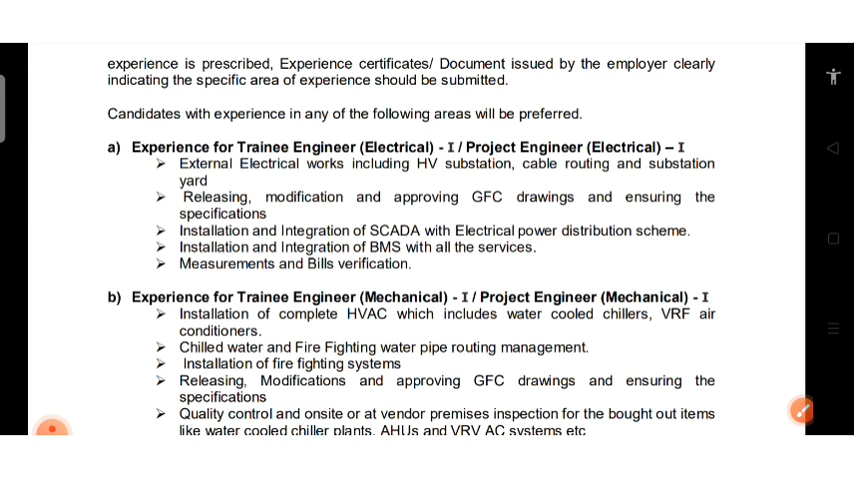 experience is prescribed, Experience certificates/ Document issued by the employer clearly
indicating the specific area of experience should be submitted.
Candidates with experience in any of the following areas will be preferred.
a) Experience for Trainee Engineer (Electrical) - I / Project Engineer (Electrical) – I
➢ External Electrical works including HV substation, cable routing and substation
yard
➢ Releasing, modification and approving GFC drawings and ensuring the
specifications
➢ Installation and Integration of SCADA with Electrical power distribution scheme.
➢ Installation and Integration of BMS with all the services.
➢ Measurements and Bills verification.
b) Experience for Trainee Engineer (Mechanical) - I / Project Engineer (Mechanical) - I
➢ Installation of complete HVAC which includes water cooled chillers, VRF air
conditioners.
➢ Chilled water and Fire Fighting water pipe routing management.
➢ Installation of fire fighting systems
➢ Releasing, Modifications and approving GFC drawings and ensuring the
specifications
➢ Quality control and onsite or at vendor premises inspection for the bought out items
like water cooled chiller plants, AHUs and VRV AC systems etc